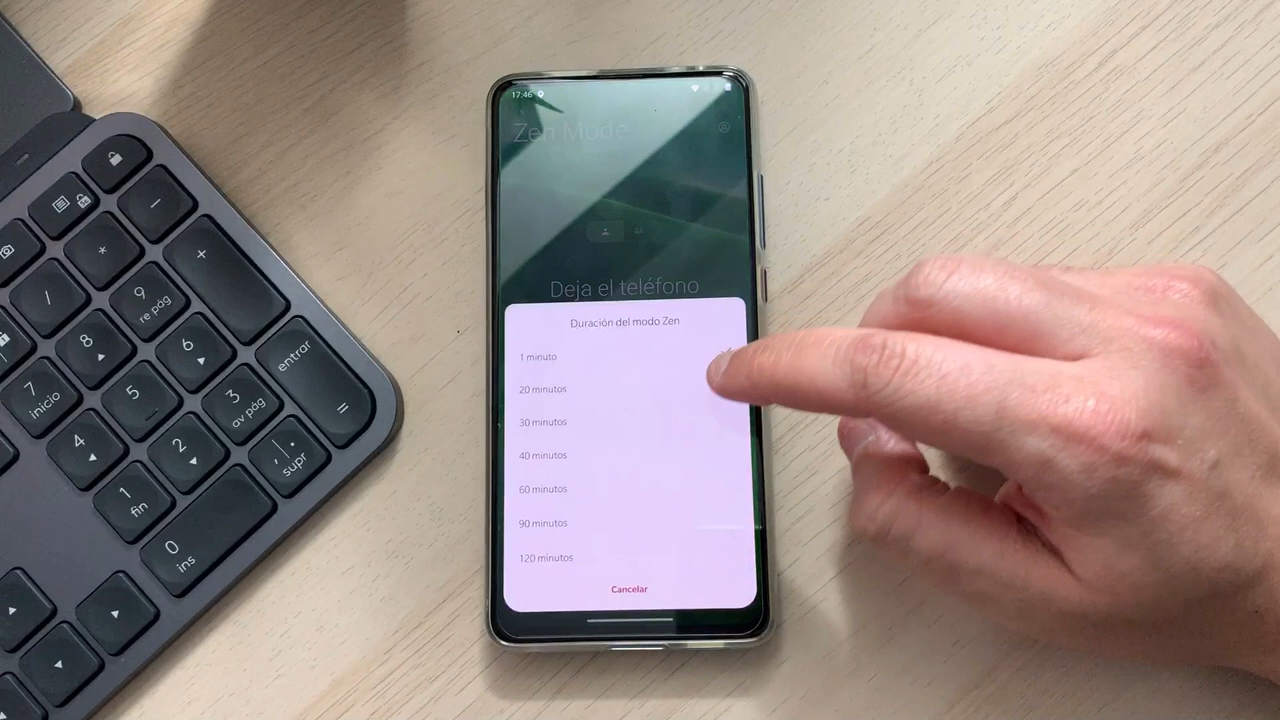 17:46
Zen Mode
Deja el teléfono
Duración del modo Zen
1 minuto
20 minutos
30 minutos
40 minutos
60 minutos
90 minutos
120 minutos
Cancelar
-
*
+
/
9
re pág
8
6
entrar
=
7
inicio
5
3
av pág
4
2
supr
1
fin
0
ins